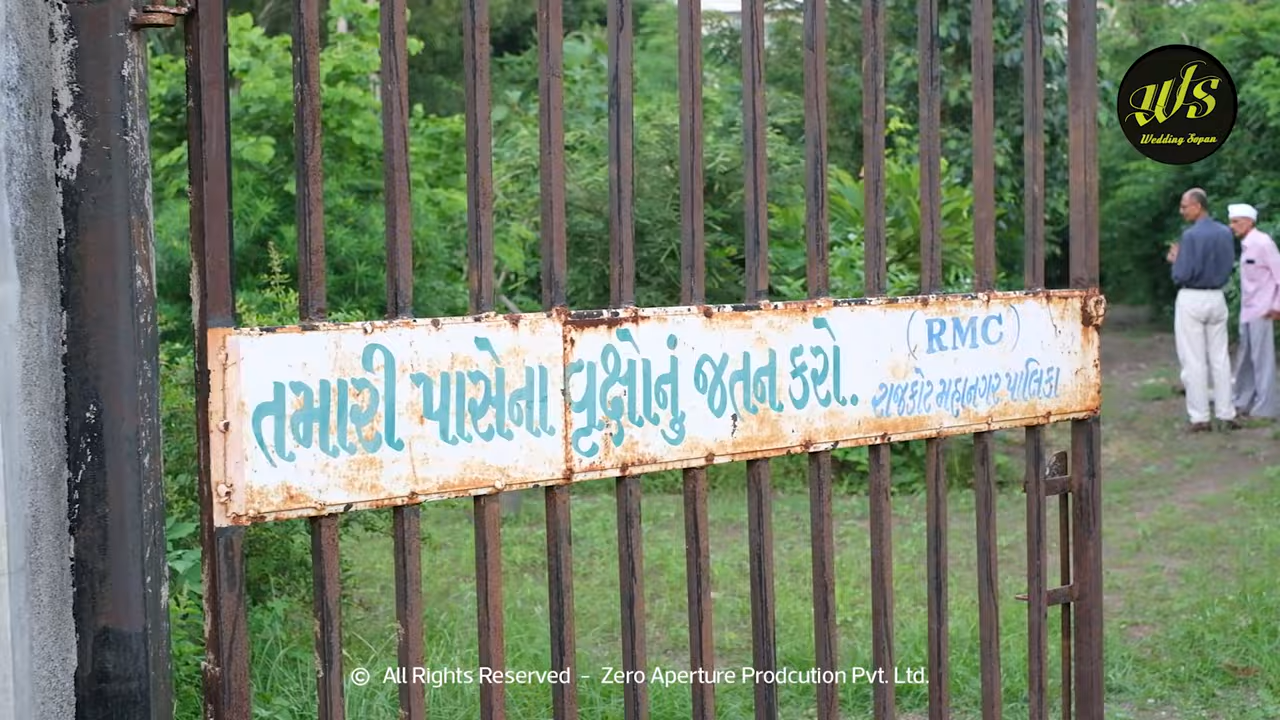 તમારી પાસેના વૃક્ષોનું જતન કરો.
(RMC)
રાજકોટ મહાનગર પાલિકા
WS
Wedding Sopan
© All Rights Reserved - Zero Aperture Prodcution Pvt. Ltd.